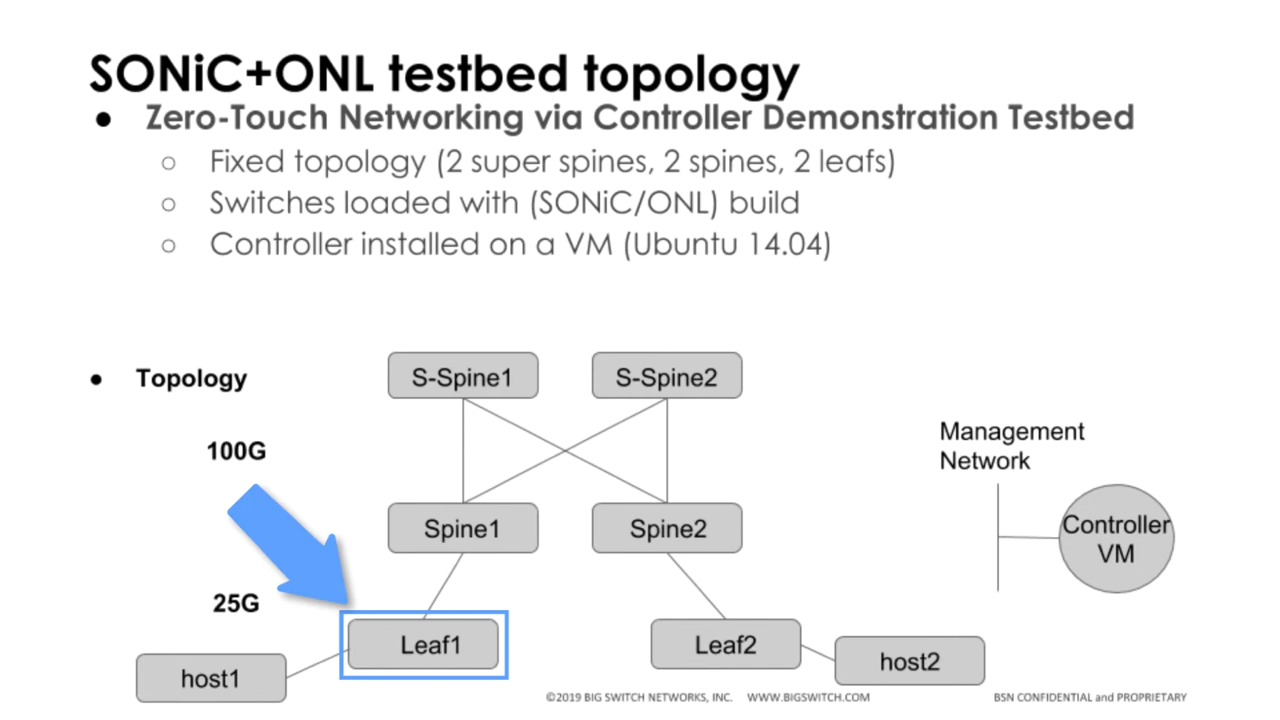 SONiC+ONL testbed topology
● Zero-Touch Networking via Controller Demonstration Testbed
○ Fixed topology (2 super spines, 2 spines, 2 leafs)
○ Switches loaded with (SONiC/ONL) build
○ Controller installed on a VM (Ubuntu 14.04)
● Topology
S-Spine1
S-Spine2
100G
Management
Network
Spine1
Spine2
Controller
VM
25G
Leaf1
Leaf2
host1
host2
©2019 BIG SWITCH NETWORKS, INC. WWW.BIGSWITCH.COM
BSN CONFIDENTIAL and PROPRIETARY